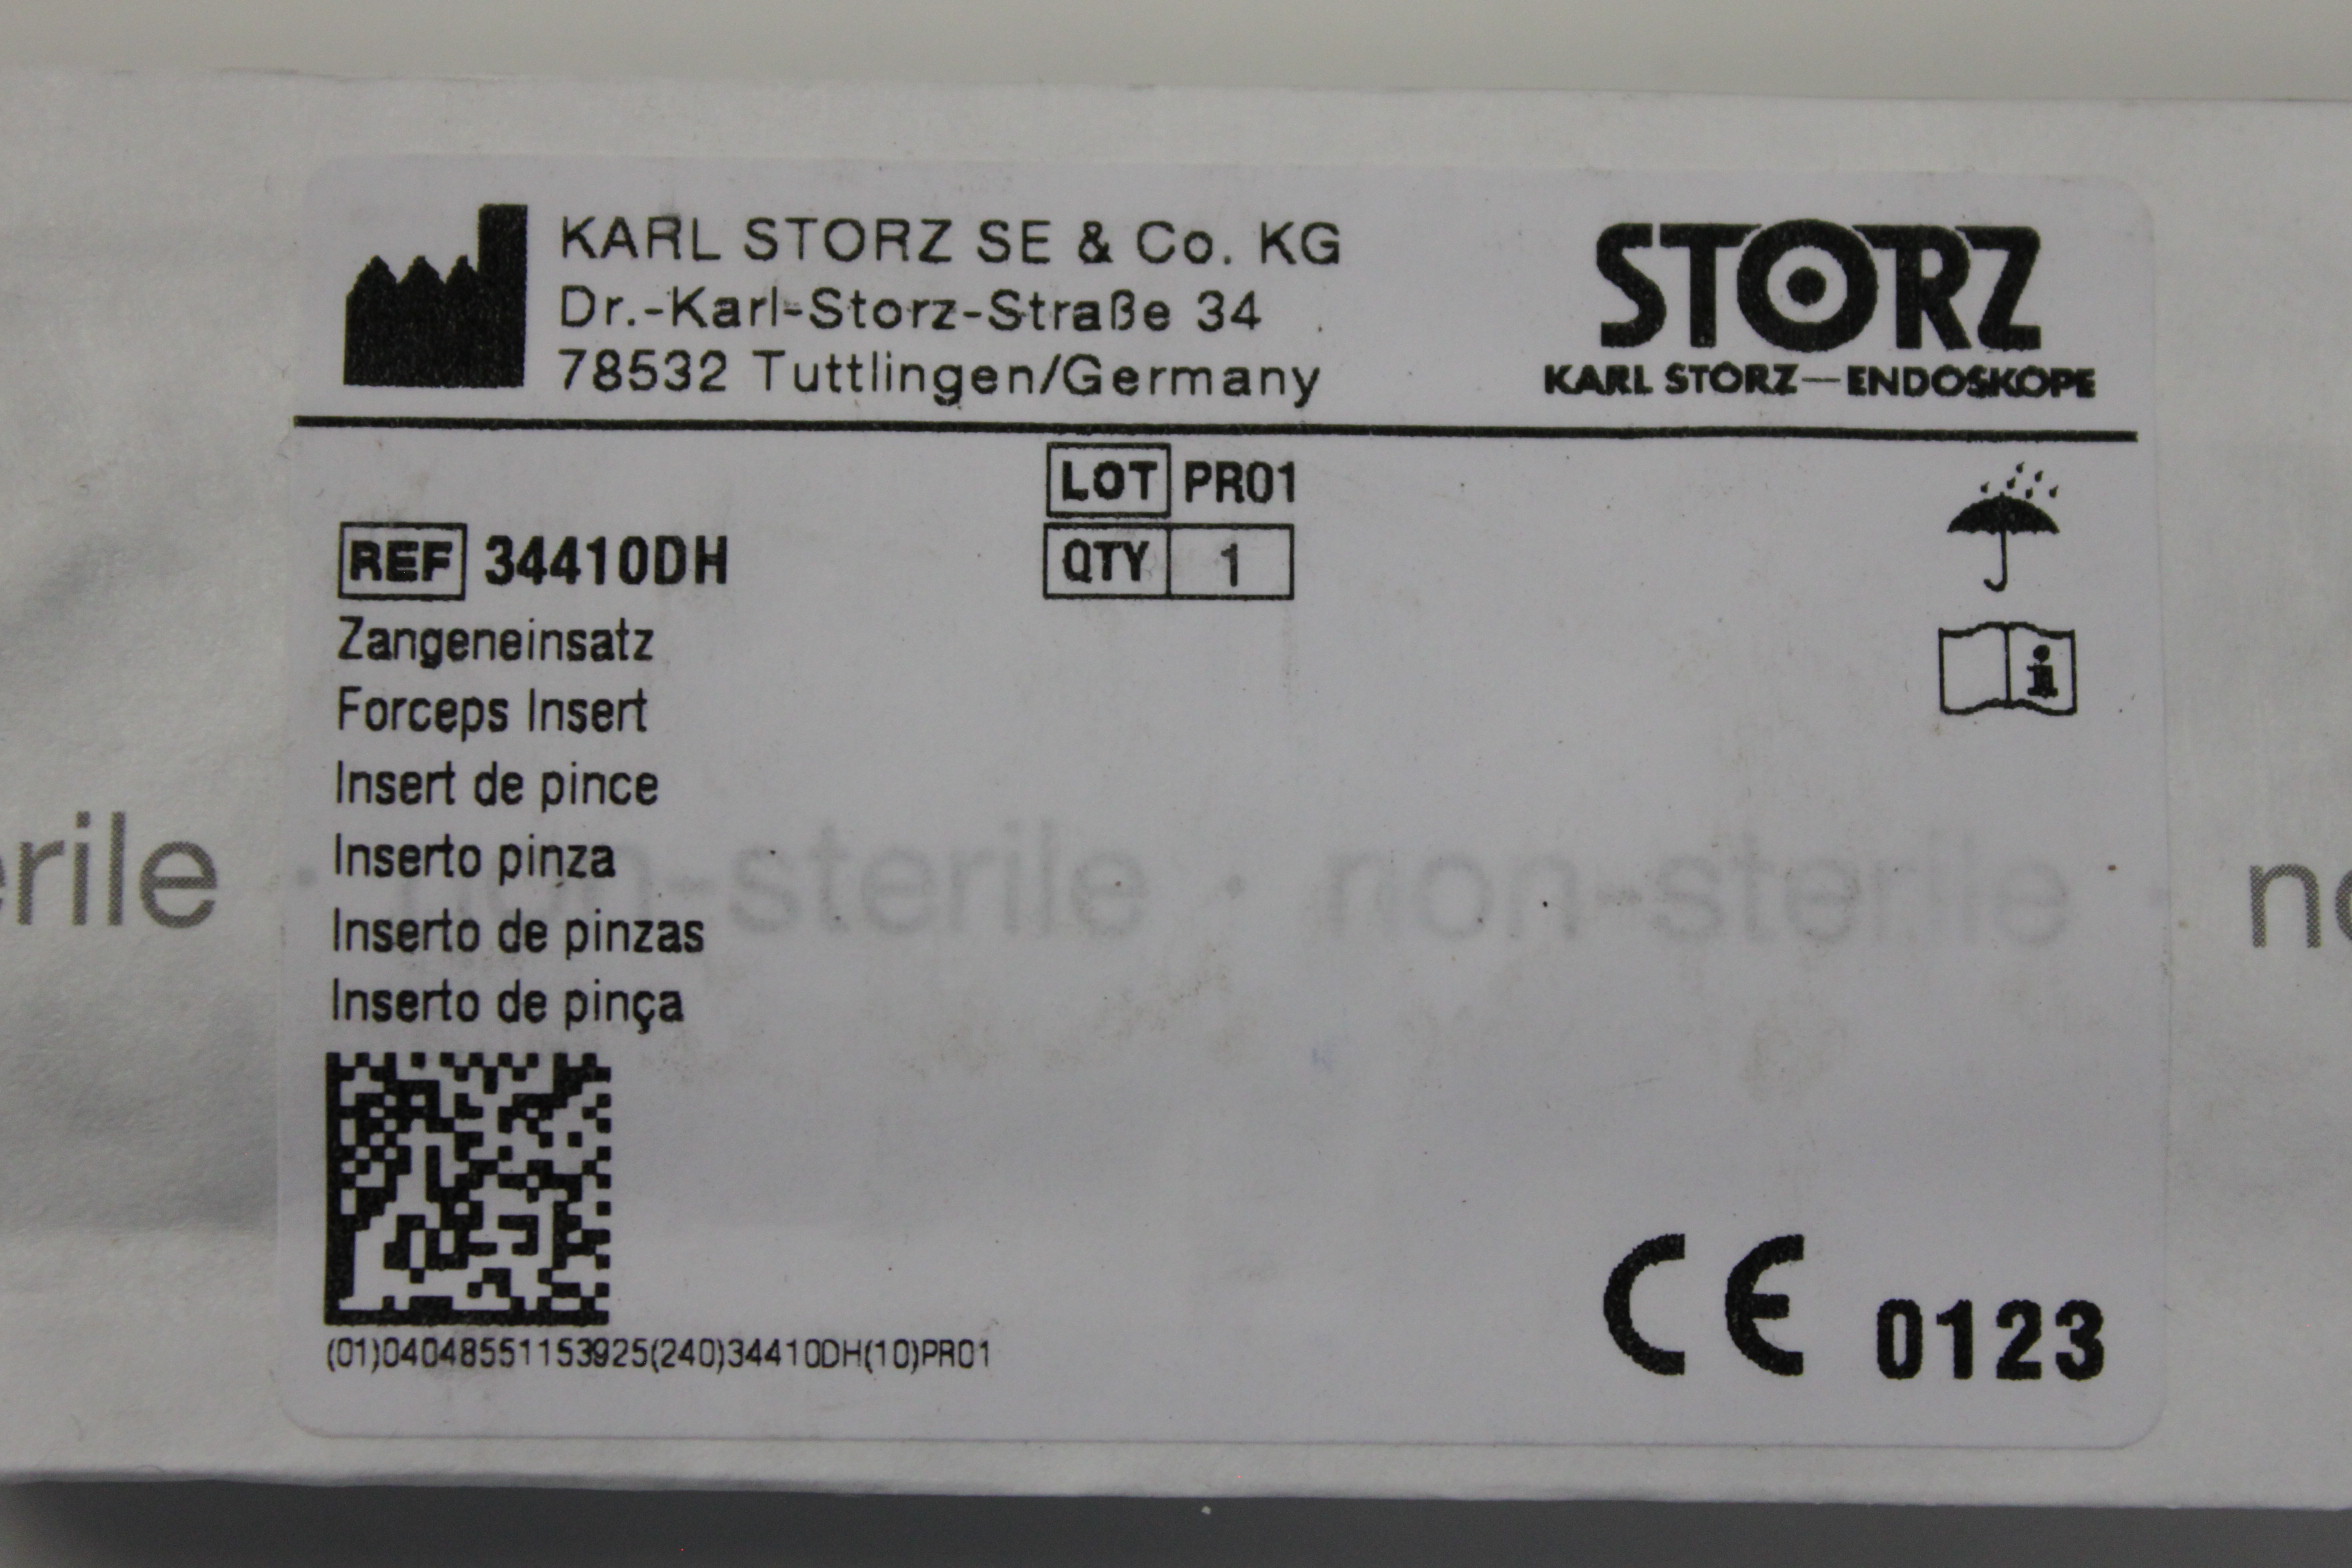 KARL STORZ SE & Co. KG
Dr.-Karl-Storz-Straße 34
78532 Tuttlingen/Germany
STORZ
KARL STORZ—ENDOSKOPE
LOT PR01
REF 34410DH
QTY 1
Zangeneinsatz
Forceps Insert
Insert de pince
Inserto pinza
Inserto de pinzas
Inserto de pinça
erile · non-sterile · non-sterile · no
(01)04048551153925(240)34410DH(10)PR01
CE 0123